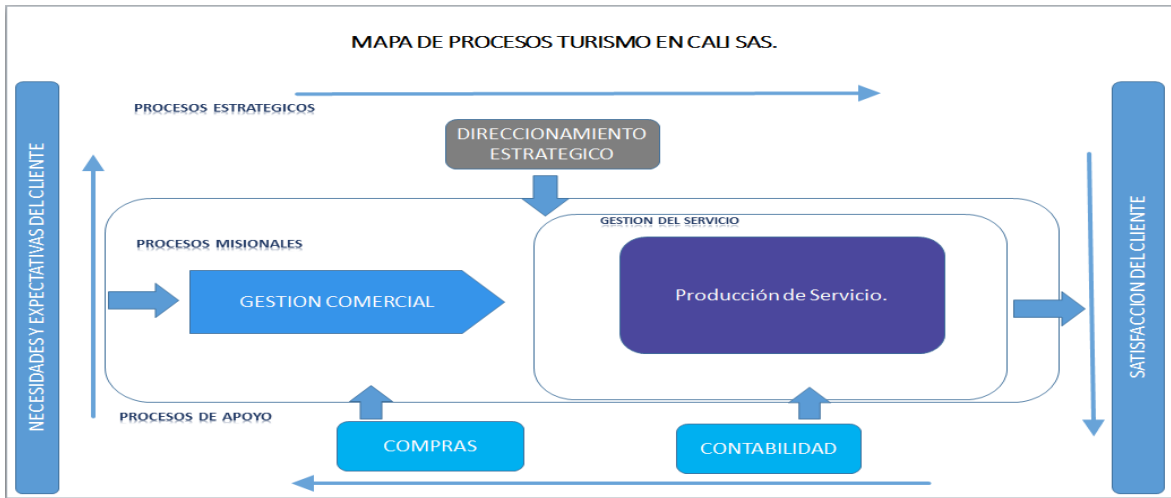 MAPA DE PROCESOS TURISMO EN CALI SAS.
NECESIDADES Y EXPECTATIVAS DEL CLIENTE
PROCESOS ESTRATEGICOS
DIRECCIONAMIENTO
ESTRATEGICO
PROCESOS MISIONALES
GESTION COMERCIAL
GESTION DEL SERVICIO
Producción de Servicio.
PROCESOS DE APOYO
COMPRAS
CONTABILIDAD
SATISFACCION DEL CLIENTE